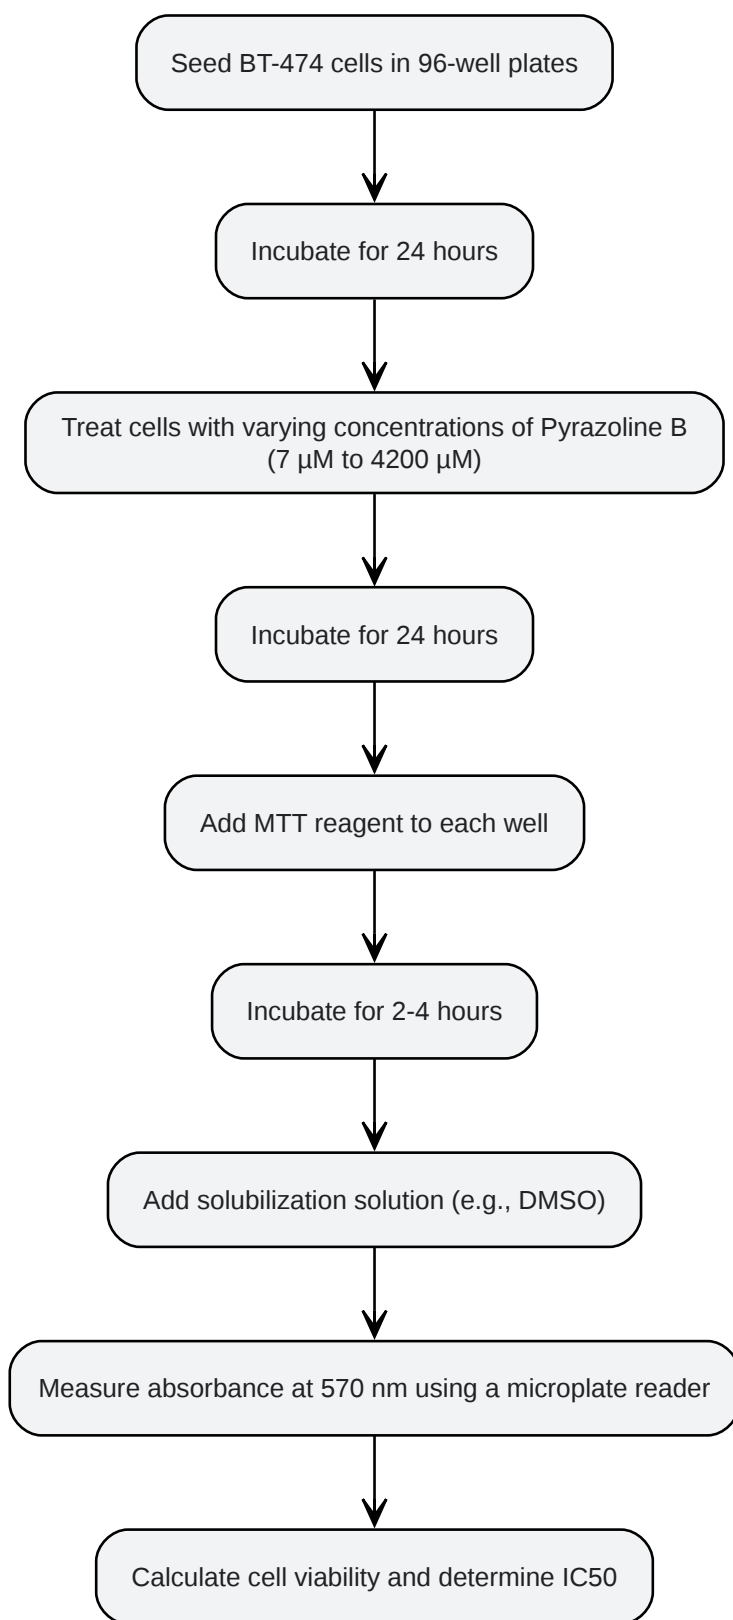 Seed BT-474 cells in 96-well plates
Incubate for 24 hours
Treat cells with varying concentrations of Pyrazoline B
(7 µM to 4200 µM)
Incubate for 24 hours
Add MTT reagent to each well
Incubate for 2-4 hours
Add solubilization solution (e.g., DMSO)
Measure absorbance at 570 nm using a microplate reader
Calculate cell viability and determine IC50